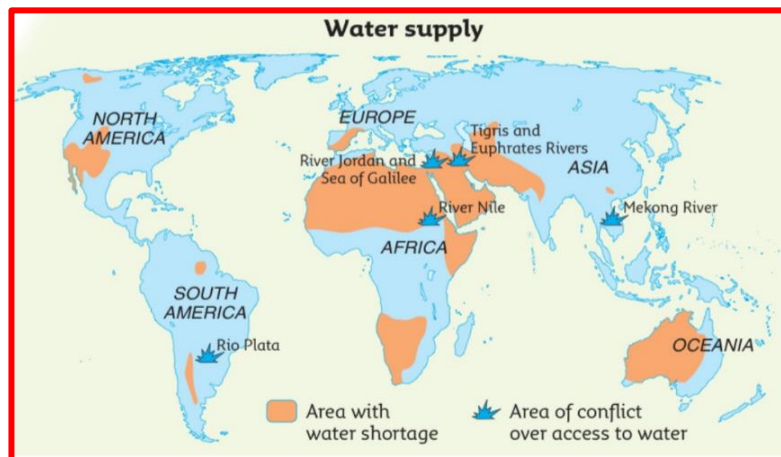 Water supply
NORTH
AMERICA
EUROPE
Tigris and
Euphrates Rivers
River Jordan and
Sea of Galilee
ASIA
River Nile
Mekong River
AFRICA
SOUTH
AMERICA
Rio Plata
OCEANIA
Area with
water shortage
Area of conflict
over access to water